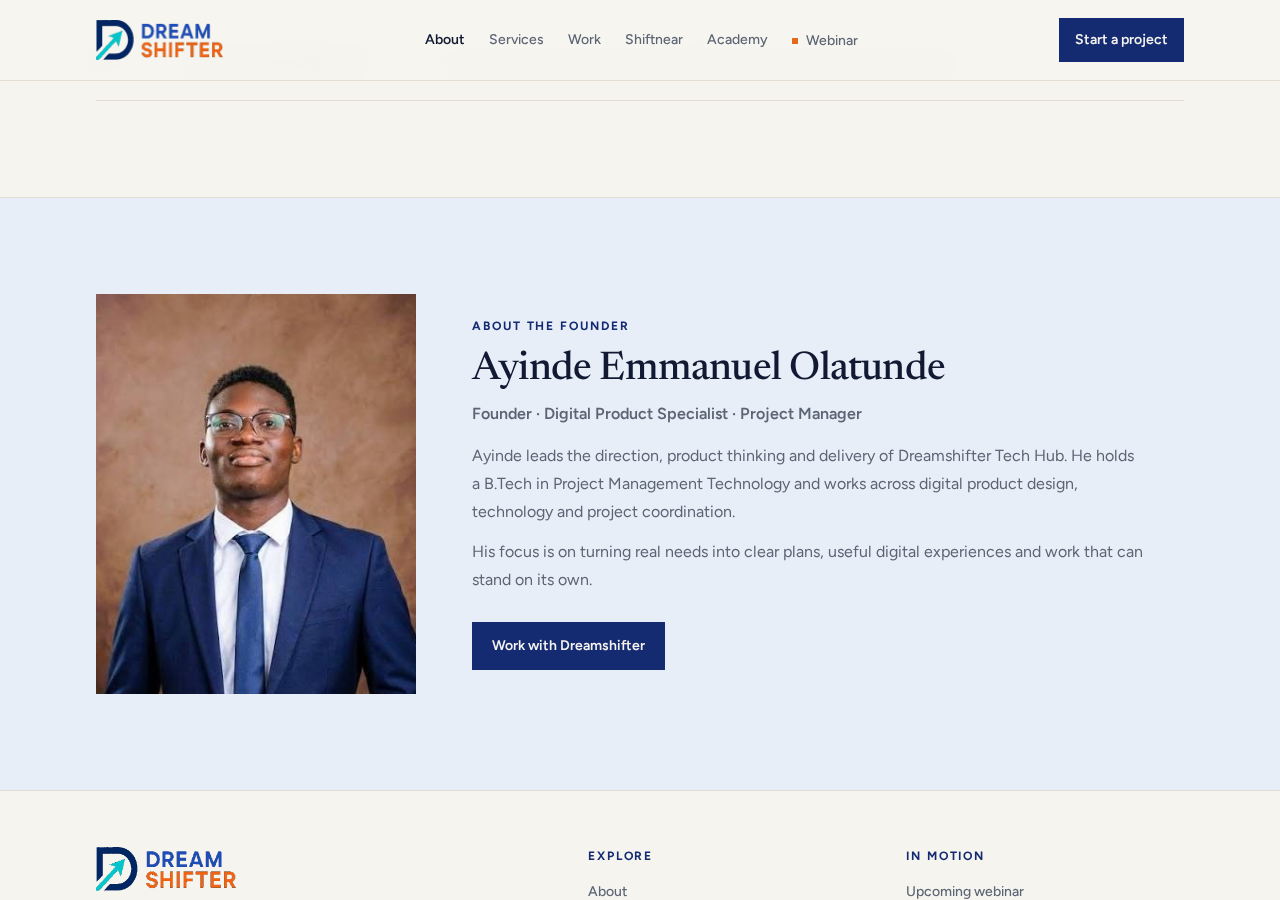 DREAM
SHIFTER
About Services Work Shiftnear Academy Webinar
Start a project
ABOUT THE FOUNDER
Ayinde Emmanuel Olatunde
Founder · Digital Product Specialist · Project Manager
Ayinde leads the direction, product thinking and delivery of Dreamshifter Tech Hub. He holds
a B.Tech in Project Management Technology and works across digital product design,
technology and project coordination.
His focus is on turning real needs into clear plans, useful digital experiences and work that can
stand on its own.
Work with Dreamshifter
DREAM
SHIFTER
EXPLORE
About
IN MOTION
Upcoming webinar